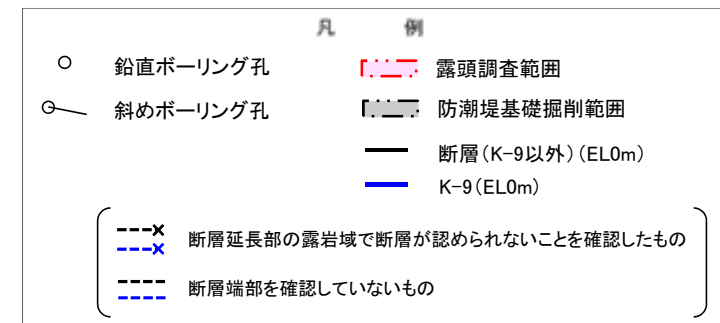 凡 例
鉛直ボーリング孔
斜めボーリング孔
露頭調査範囲
防潮堤基礎掘削範囲
断層(K-9以外)(EL0m)
K-9(EL0m)
断層延長部の露岩域で断層が認められないことを確認したもの
断層端部を確認していないもの